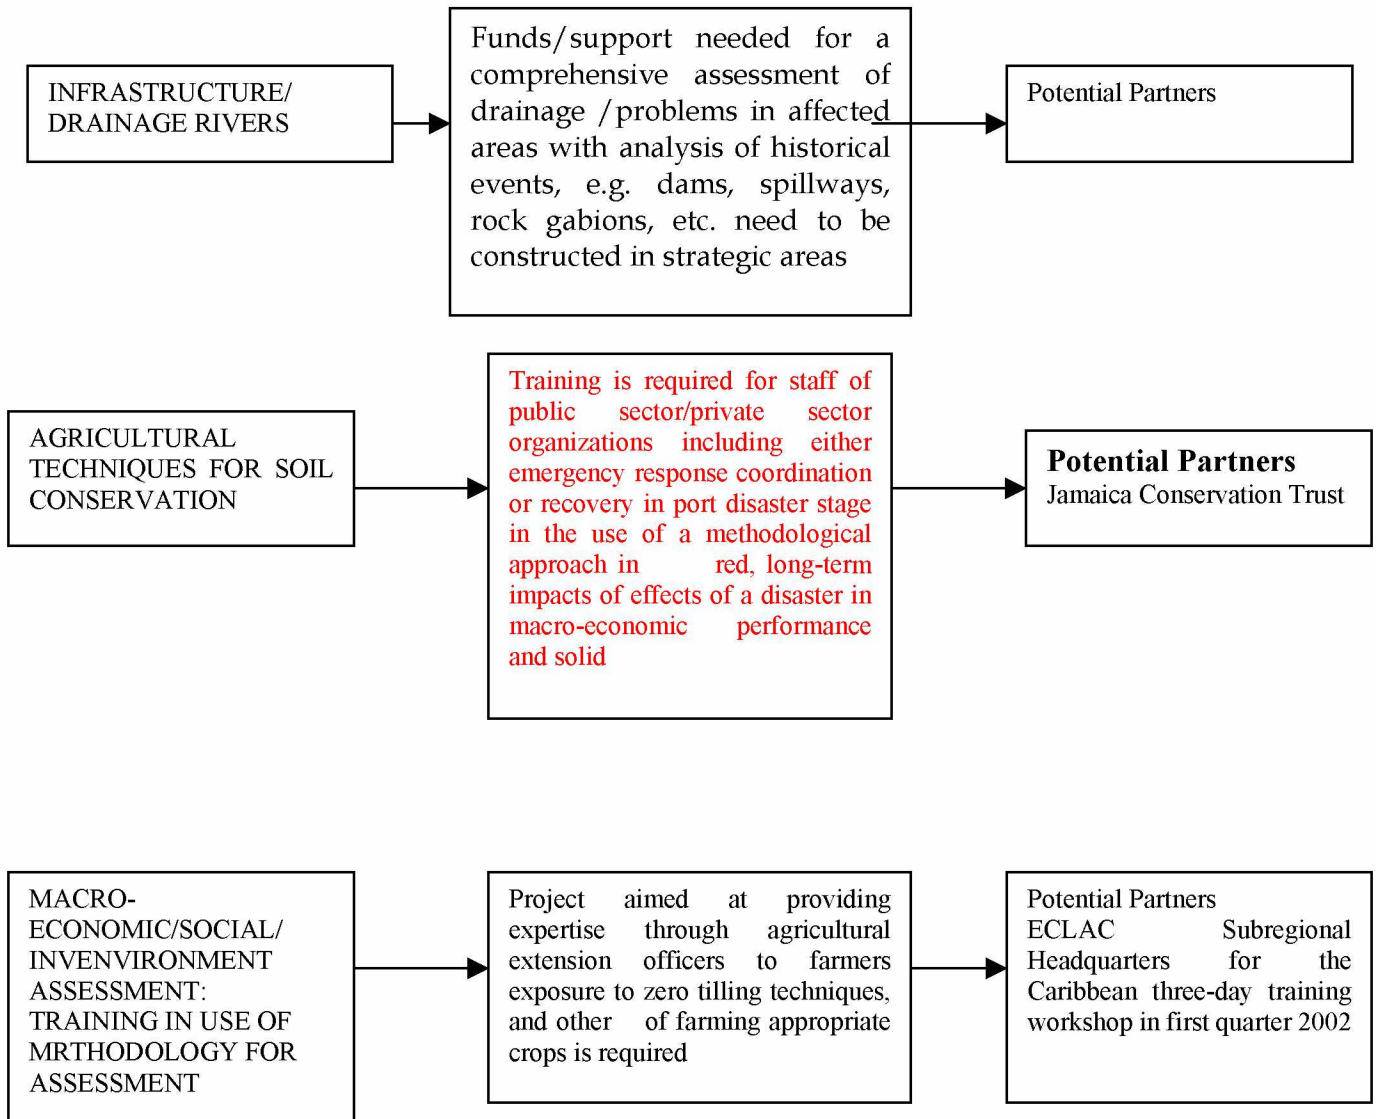 INFRASTRUCTURE/
DRAINAGE RIVERS
Funds/support needed for a
comprehensive assessment of
drainage /problems in affected
areas with analysis of historical
events, e.g. dams, spillways,
rock gabions, etc. need to be
constructed in strategic areas
Potential Partners
AGRICULTURAL
TECHNIQUES FOR SOIL
CONSERVATION
Training is required for staff of
public sector/private sector
organizations including either
emergency response coordination
or recovery in port disaster stage
in the use of a methodological
approach in red, long-term
impacts of effects of a disaster in
macro-economic performance
and solid
Potential Partners
Jamaica Conservation Trust
MACRO-
ECONOMIC/SOCIAL/
INVENVIRONMENT
ASSESSMENT:
TRAINING IN USE OF
MRTHODOLOGY FOR
ASSESSMENT
Project aimed at providing
expertise through agricultural
extension officers to farmers
exposure to zero tilling techniques,
and other of farming appropriate
crops is required
Potential Partners
ECLAC Subregional
Headquarters for the
Caribbean three-day training
workshop in first quarter 2002